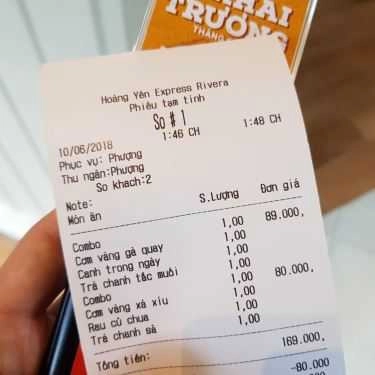 KHAI
TRƯƠNG
THÁNG
Hoàng Yến Express Rivera
Phiếu tạm tính
So # 1
1:46 CH 1:48 CH
10/06/2018
Phục vụ: Phượng
Thu ngân:Phượng
So khach:2
Note:
Món ăn S.Lượng Đơn giá
Combo 1,00 89.000,
Cơm vàng gà quay 1,00
Canh trong ngày 1,00
Trà chanh tắc muối 1,00
Combo 1,00 80.000,
Cơm vàng xá xíu 1,00
Rau củ chua 1,00
Trà chanh sả 1,00
Tổng tiền: 169.000,
-80.000